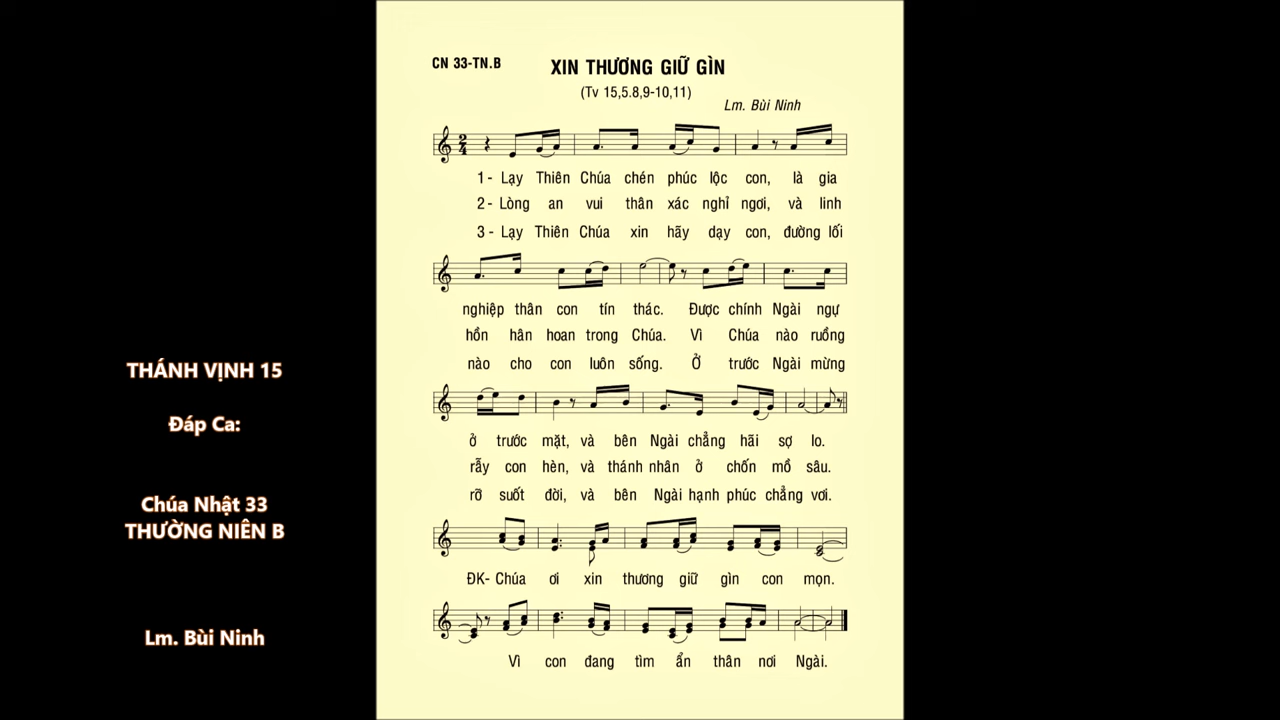 THÁNH VỊNH 15
Đáp Ca:
Chúa Nhật 33
THƯỜNG NIÊN B
Lm. Bùi Ninh
CN 33-TN.B
XIN THƯƠNG GIỮ GÌN
(Tv 15,5.8,9-10,11)
Lm. Bùi Ninh
1- Lạy Thiên Chúa chén phúc lộc con, là gia
2- Lòng an vui thân xác nghỉ ngơi, và linh
3- Lạy Thiên Chúa xin hãy dạy con, đường lối
nghiệp thân con tín thác. Được chính Ngài ngự
hồn hân hoan trong Chúa. Vì Chúa nào ruồng
nào cho con luôn sống. Ở trước Ngài mừng
ở trước mặt, và bên Ngài chẳng hãi sợ lo.
rẫy con hèn, và thánh nhân ở chốn mồ sâu.
rỡ suốt đời, và bên Ngài hạnh phúc chẳng vơi.
ĐK- Chúa ơi xin thương giữ gìn con mọn.
Vì con đang tìm ẩn thân nơi Ngài.